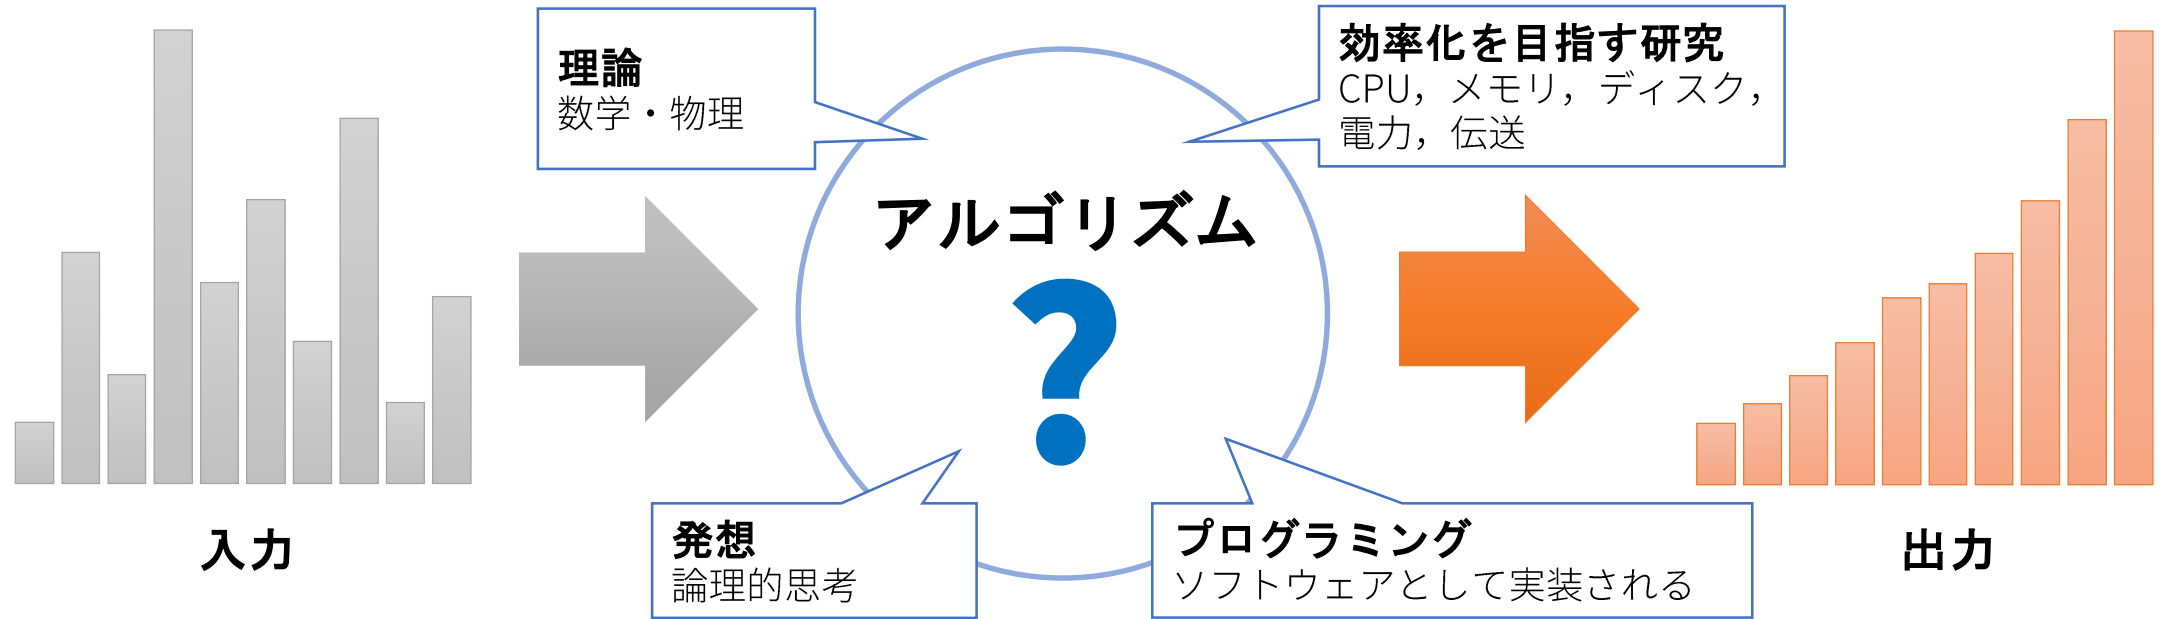 理論
数学・物理
効率化を目指す研究
CPU，メモリ，ディスク，
電力，伝送
アルゴリズム
?
入力
発想
論理的思考
プログラミング
ソフトウェアとして実装される
出力